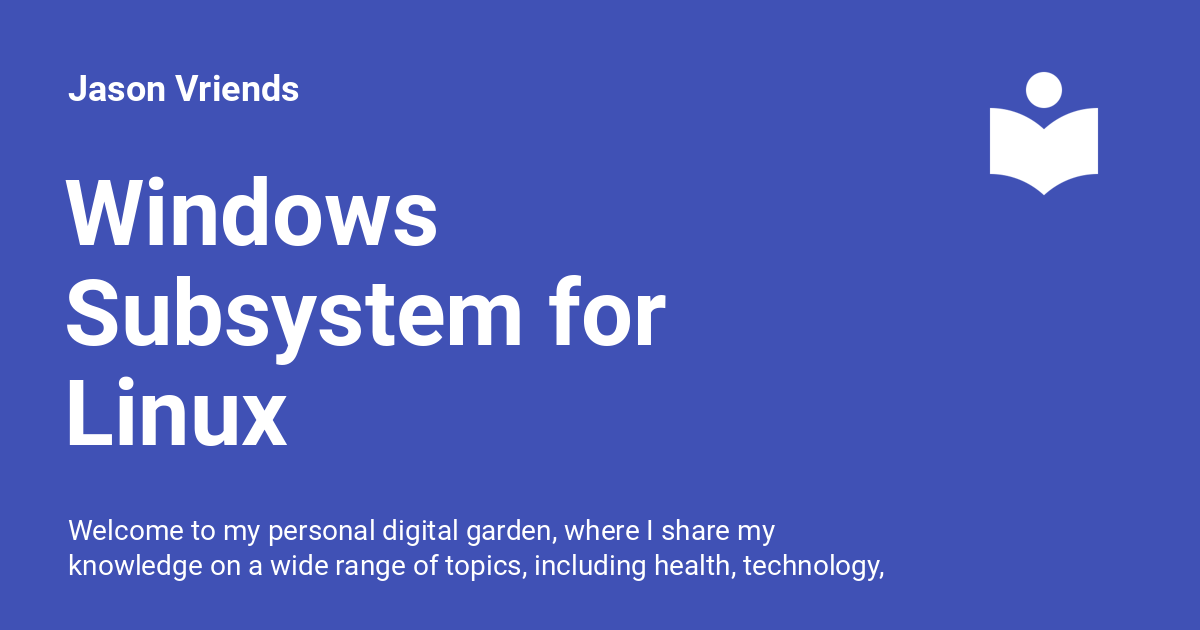 Jason Vriends
Windows
Subsystem for
Linux
Welcome to my personal digital garden, where I share my
knowledge on a wide range of topics, including health, technology,